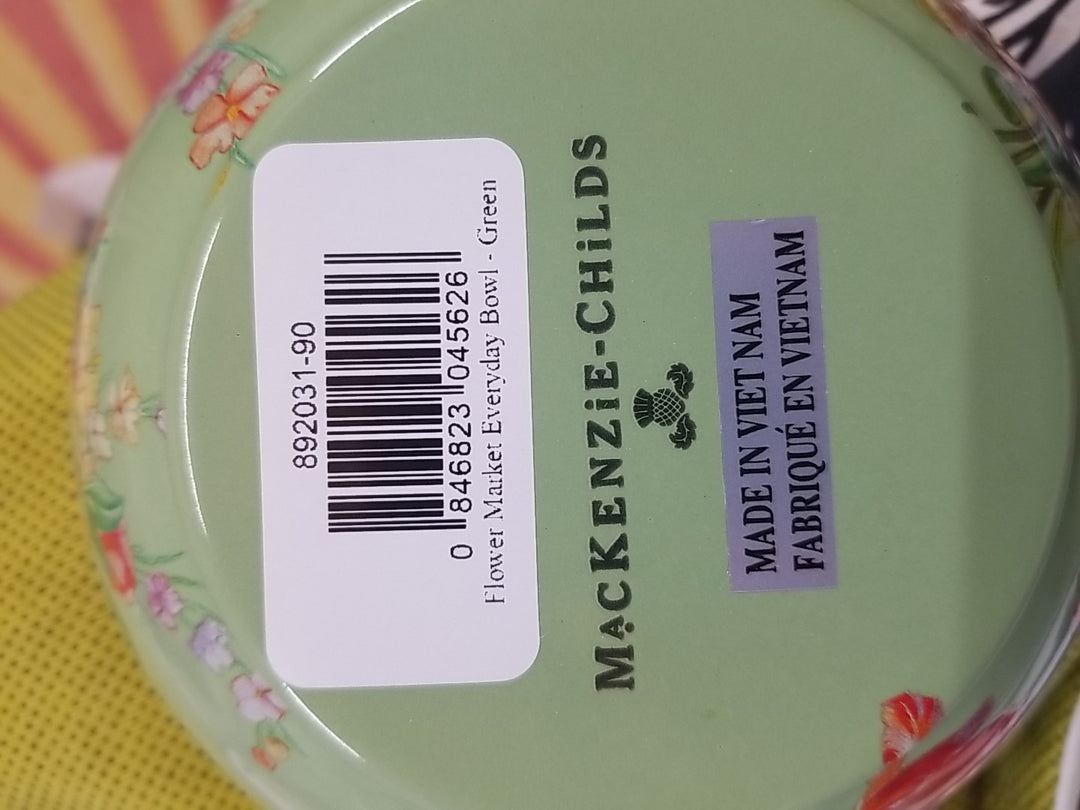 892031-90
0 846823 045626
Flower Market Everyday Bowl - Green
MACKENZiE-CHiLDS
MADE IN VIET NAM
FABRIQUÉ EN VIETNAM